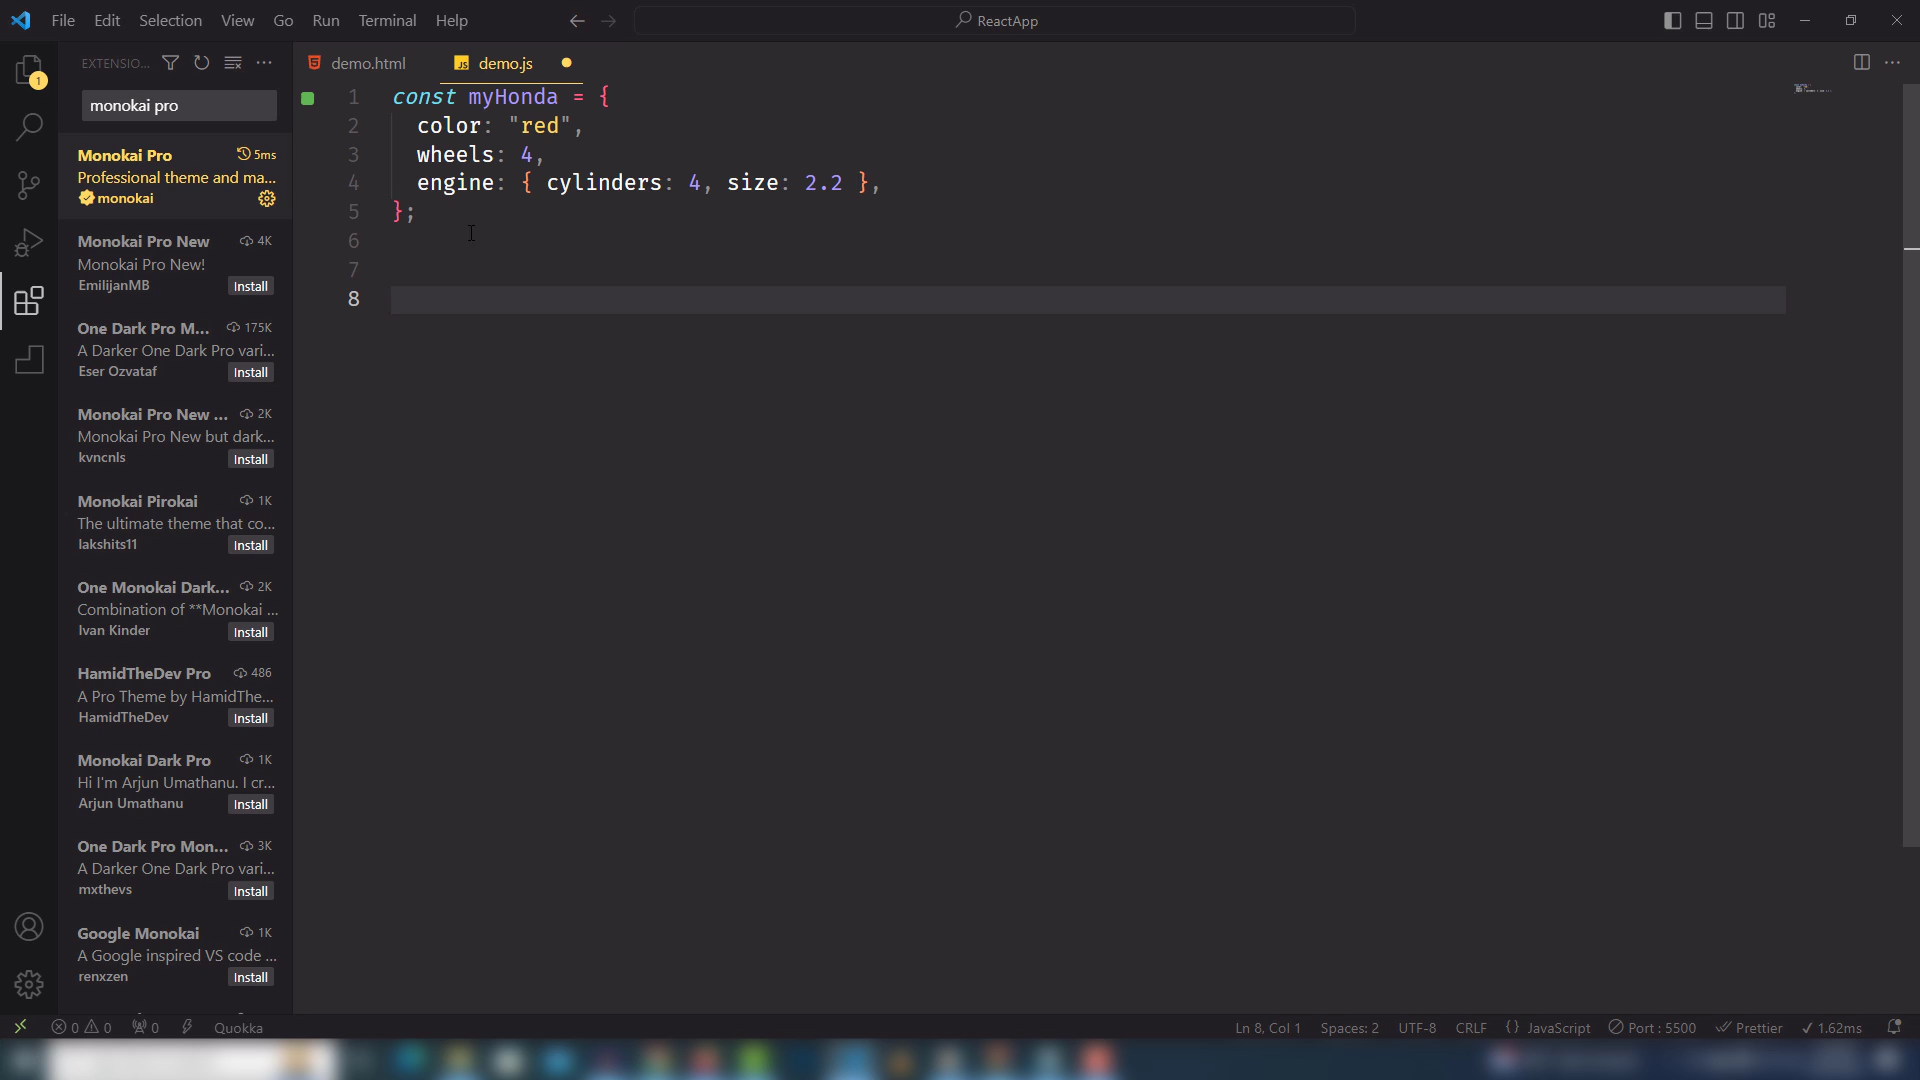 File Edit Selection View Go Run Terminal Help
ReactApp
EXTENSIO...
monokai pro
Monokai Pro 5ms
Professional theme and ma...
monokai
Monokai Pro New 4K
Monokai Pro New!
EmilijanMB Install
One Dark Pro M... 175K
A Darker One Dark Pro vari...
Eser Ozvataf Install
Monokai Pro New ... 2K
Monokai Pro New but dark...
kvncnls Install
Monokai Pirokai 1K
The ultimate theme that co...
lakshits11 Install
One Monokai Dark... 2K
Combination of **Monokai ...
Ivan Kinder Install
HamidTheDev Pro 486
A Pro Theme by HamidThe...
HamidTheDev Install
Monokai Dark Pro 1K
Hi I'm Arjun Umathanu. I cr...
Arjun Umathanu Install
One Dark Pro Mon... 3K
A Darker One Dark Pro vari...
mxthevs Install
Google Monokai 1K
A Google inspired VS code ...
renxzen Install
1
demo.html demo.js
JS
1 const myHonda = {
2 color: "red",
3 wheels: 4,
4 engine: { cylinders: 4, size: 2.2 },
5 };
6
7
8
0 0 0 Quokka
Ln 8, Col 1 Spaces: 2 UTF-8 CRLF {} JavaScript Port : 5500 Prettier ✓ 1.62ms